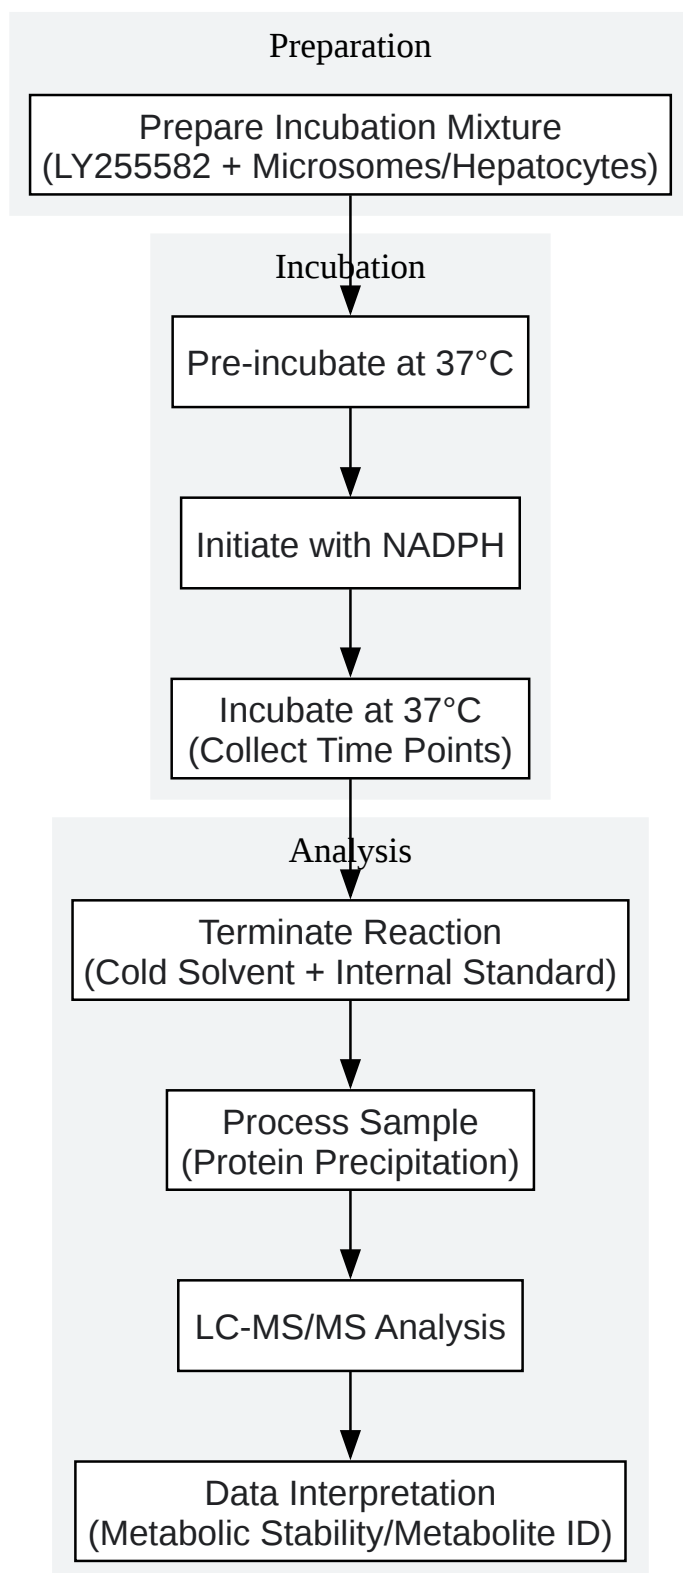 Preparation
Prepare Incubation Mixture
(LY255582 + Microsomes/Hepatocytes)
Incubation
Pre-incubate at 37°C
Initiate with NADPH
Incubate at 37°C
(Collect Time Points)
Analysis
Terminate Reaction
(Cold Solvent + Internal Standard)
Process Sample
(Protein Precipitation)
LC-MS/MS Analysis
Data Interpretation
(Metabolic Stability/Metabolite ID)